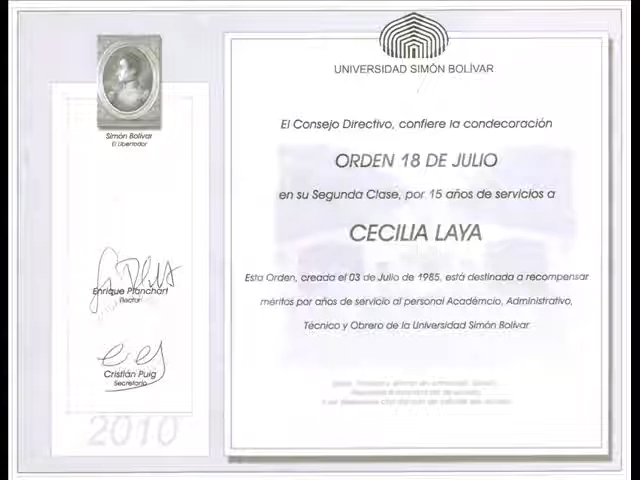 UNIVERSIDAD SIMÓN BOLÍVAR
El Consejo Directivo, confiere la condecoración
ORDEN 18 DE JULIO
en su Segunda Clase, por 15 años de servicios a
CECILIA LAYA
Esta Orden, creada el 03 de Julio de 1985, está destinada a recompensar
méritos por años de servicio al personal Académcio, Administrativo,
Técnico y Obrero de la Universidad Simón Bolívar
Simón Bolívar
El Libertador
Enrique Planchart
Rector
Cristián Puig
Secretario
2010